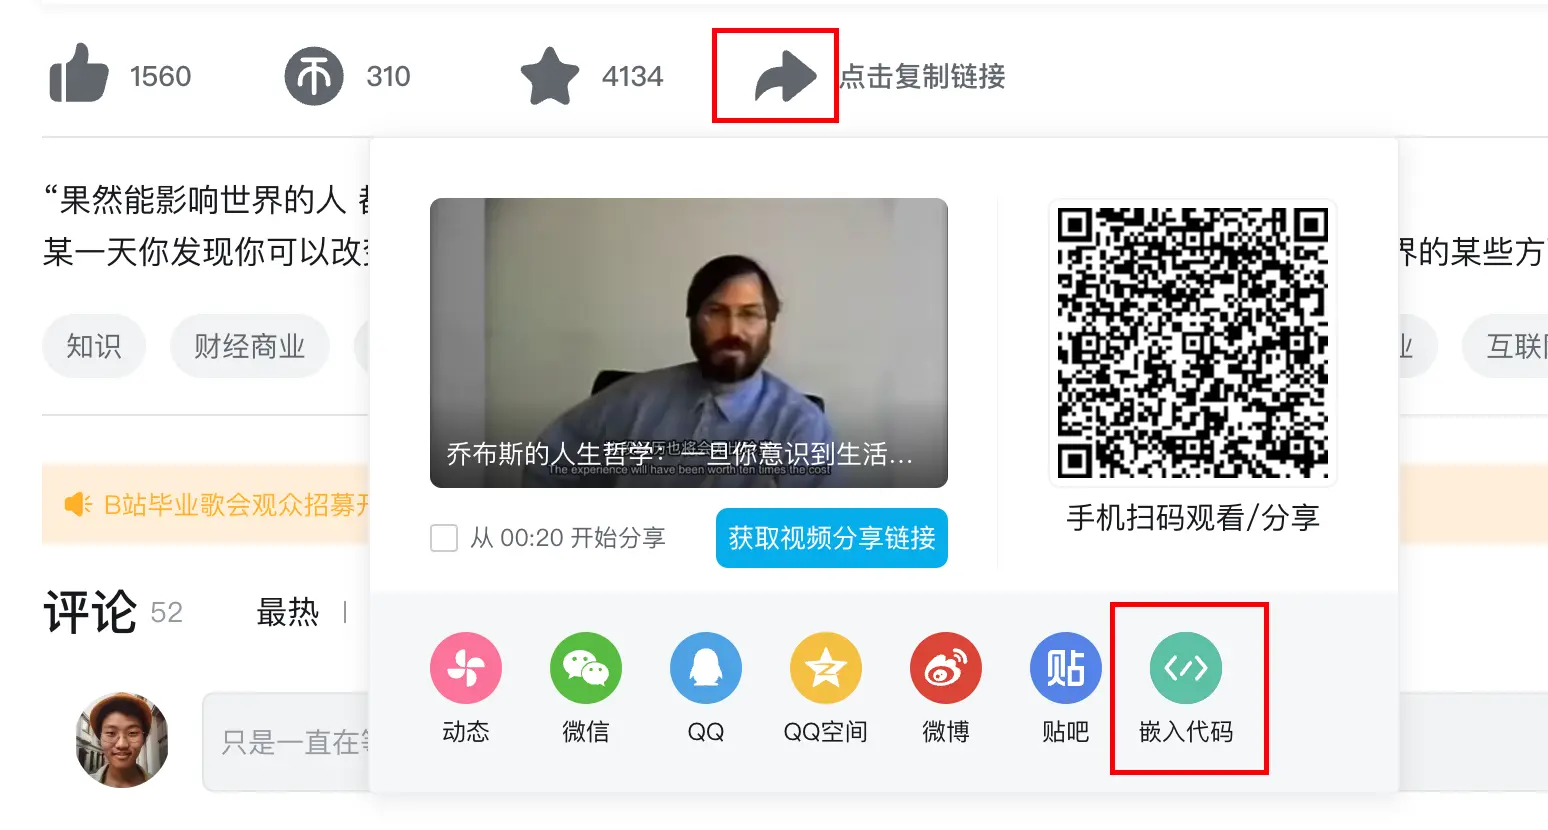 1560
310
4134
点击复制链接
“果然能影响世界的人
某一天你发现你可以改
界的某些方
知识
财经商业
业
互联
乔布斯的人生哲学：一旦你意识到生活...
The experience will have been worth ten times the cost
从 00:20 开始分享
获取视频分享链接
手机扫码观看/分享
B站毕业歌会观众招募开
评论 52
最热
只是一直在等
动态
微信
QQ
QQ空间
微博
贴
贴吧
嵌入代码